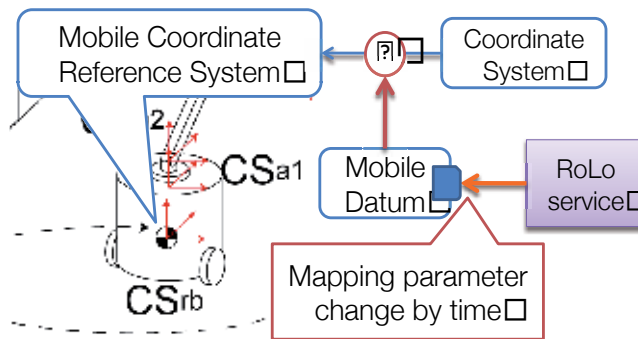 Mobile Coordinate
Reference System
Coordinate
System
?
2
CSa1
Mobile
Datum
RoLo
service
Mapping parameter
change by time
CSrb